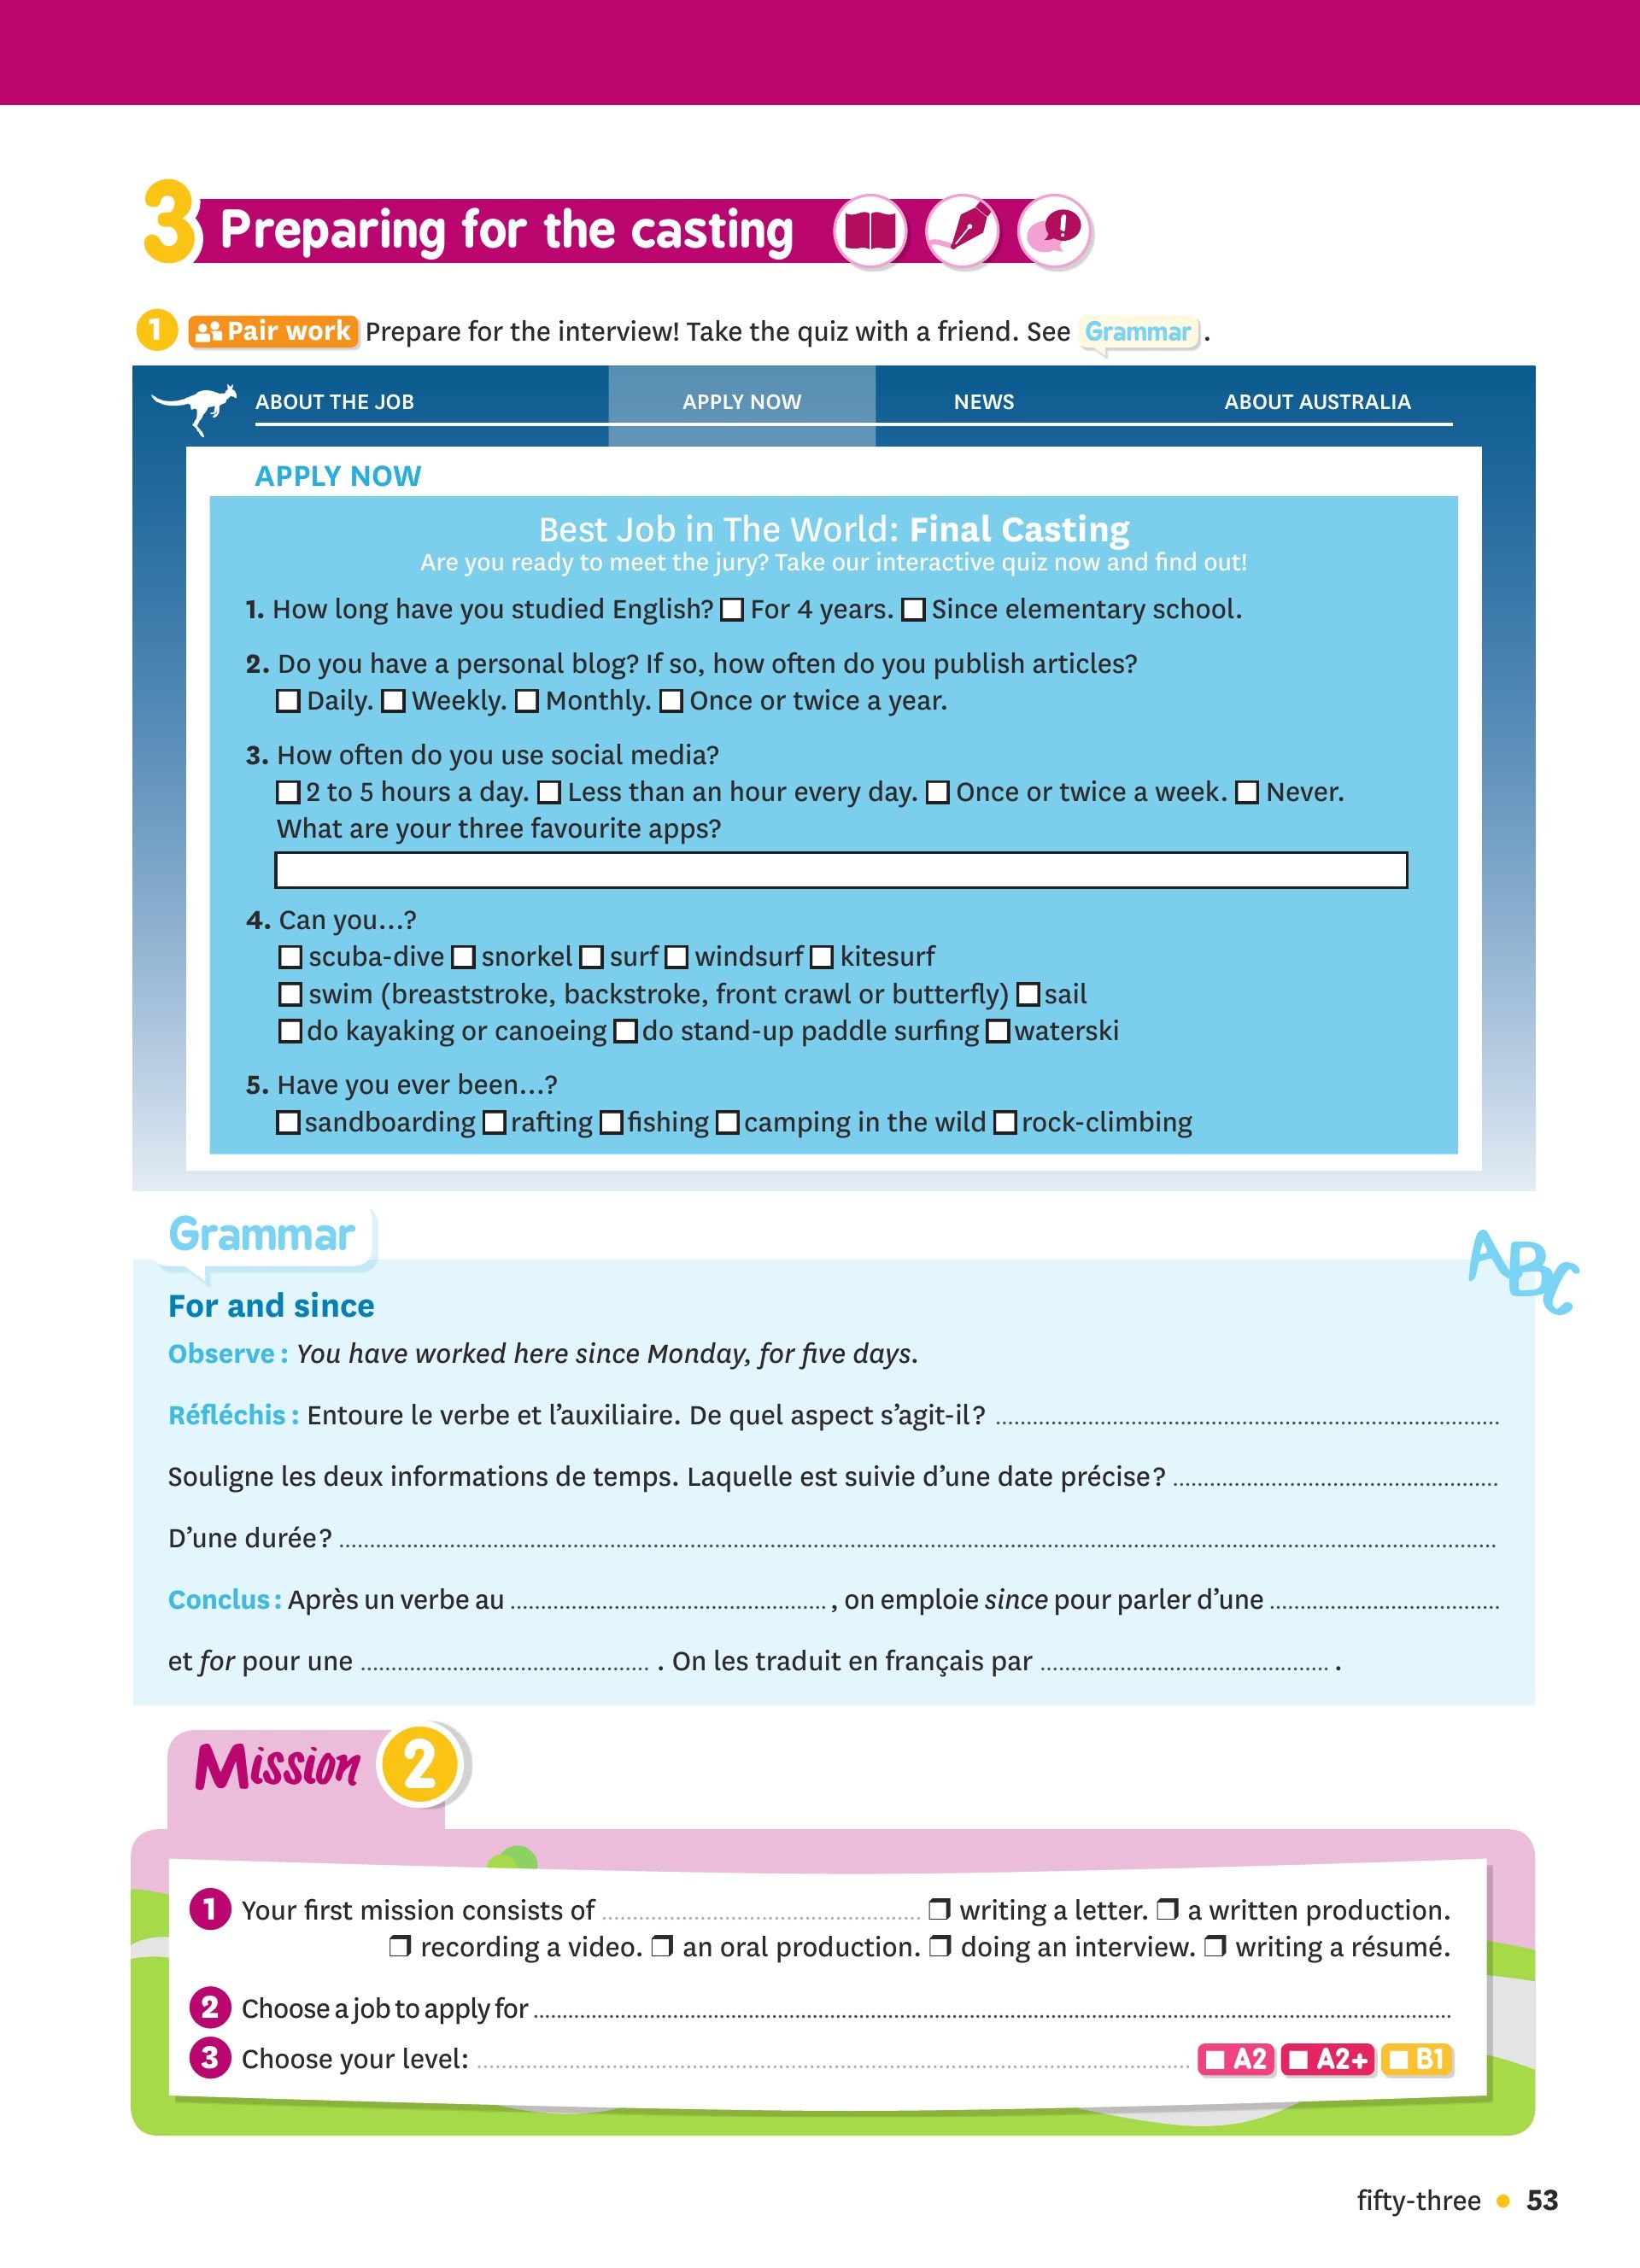 3 Preparing for the casting
1 Pair work Prepare for the interview! Take the quiz with a friend. See Grammar .
ABOUT THE JOB APPLY NOW NEWS ABOUT AUSTRALIA
APPLY NOW
Best Job in The World: Final Casting
Are you ready to meet the jury? Take our interactive quiz now and find out!
1. How long have you studied English? ☐ For 4 years. ☐ Since elementary school.
2. Do you have a personal blog? If so, how often do you publish articles?
☐ Daily. ☐ Weekly. ☐ Monthly. ☐ Once or twice a year.
3. How often do you use social media?
☐ 2 to 5 hours a day. ☐ Less than an hour every day. ☐ Once or twice a week. ☐ Never.
What are your three favourite apps?
4. Can you...?
☐ scuba-dive ☐ snorkel ☐ surf ☐ windsurf ☐ kitesurf
☐ swim (breaststroke, backstroke, front crawl or butterfly) ☐ sail
☐ do kayaking or canoeing ☐ do stand-up paddle surfing ☐ waterski
5. Have you ever been...?
☐ sandboarding ☐ rafting ☐ fishing ☐ camping in the wild ☐ rock-climbing
Grammar
ABC
For and since
Observe : You have worked here since Monday, for five days.
Réfléchis : Entoure le verbe et l'auxiliaire. De quel aspect s'agit-il ? ........................
Souligne les deux informations de temps. Laquelle est suivie d'une date précise ? ........................
D'une durée ? ........................
Conclus : Après un verbe au ........................ , on emploie since pour parler d'une ........................
et for pour une ........................ . On les traduit en français par ........................ .
Mission 2
1 Your first mission consists of ........................ ❒ writing a letter. ❒ a written production.
❒ recording a video. ❒ an oral production. ❒ doing an interview. ❒ writing a résumé.
2 Choose a job to apply for ........................
3 Choose your level: ........................ ☐ A2 ☐ A2+ ☐ B1
fifty-three • 53